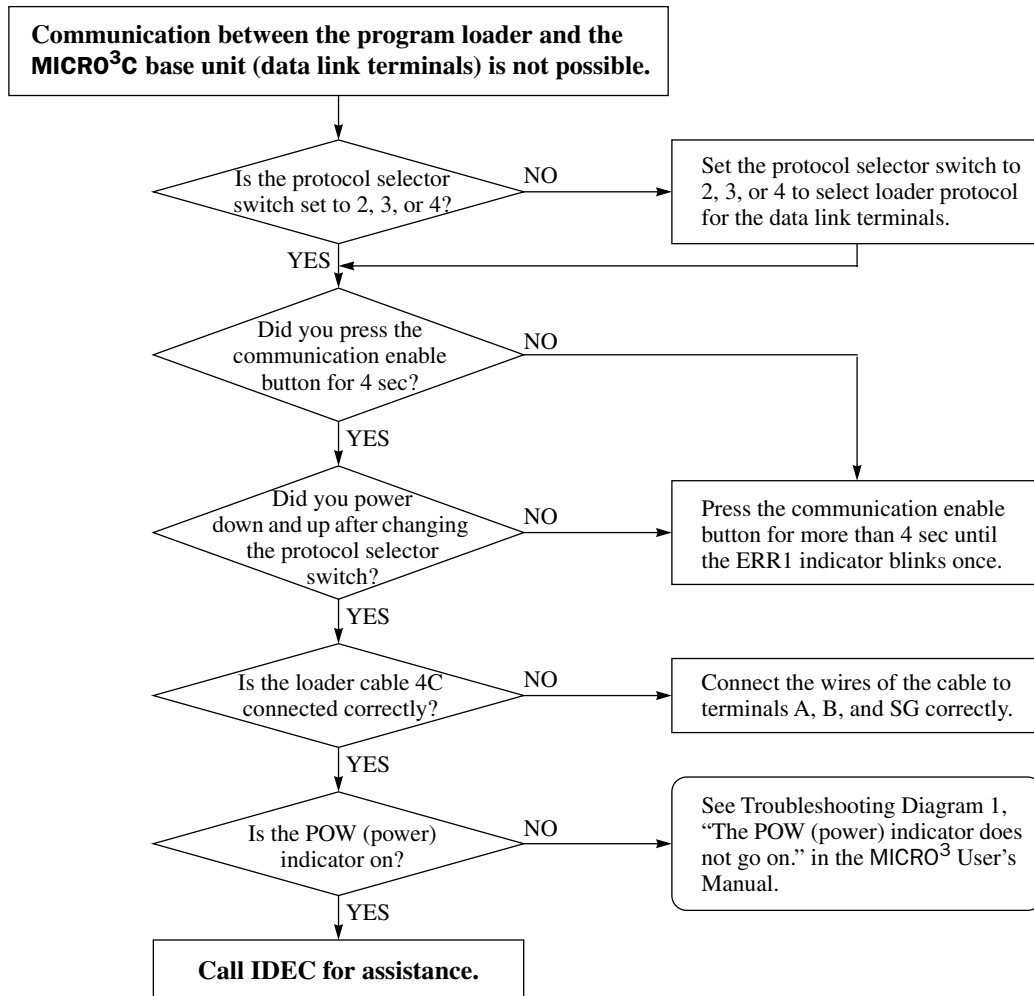 Communication between the program loader and the
MICRO³C base unit (data link terminals) is not possible.
Is the protocol selector
switch set to 2, 3, or 4?
NO
Set the protocol selector switch to
2, 3, or 4 to select loader protocol
for the data link terminals.
YES
Did you press the
communication enable
button for 4 sec?
NO
YES
Did you power
down and up after changing
the protocol selector
switch?
NO
Press the communication enable
button for more than 4 sec until
the ERR1 indicator blinks once.
YES
Is the loader cable 4C
connected correctly?
NO
Connect the wires of the cable to
terminals A, B, and SG correctly.
YES
Is the POW (power)
indicator on?
NO
See Troubleshooting Diagram 1,
“The POW (power) indicator does
not go on.” in the MICRO³ User’s
Manual.
YES
Call IDEC for assistance.